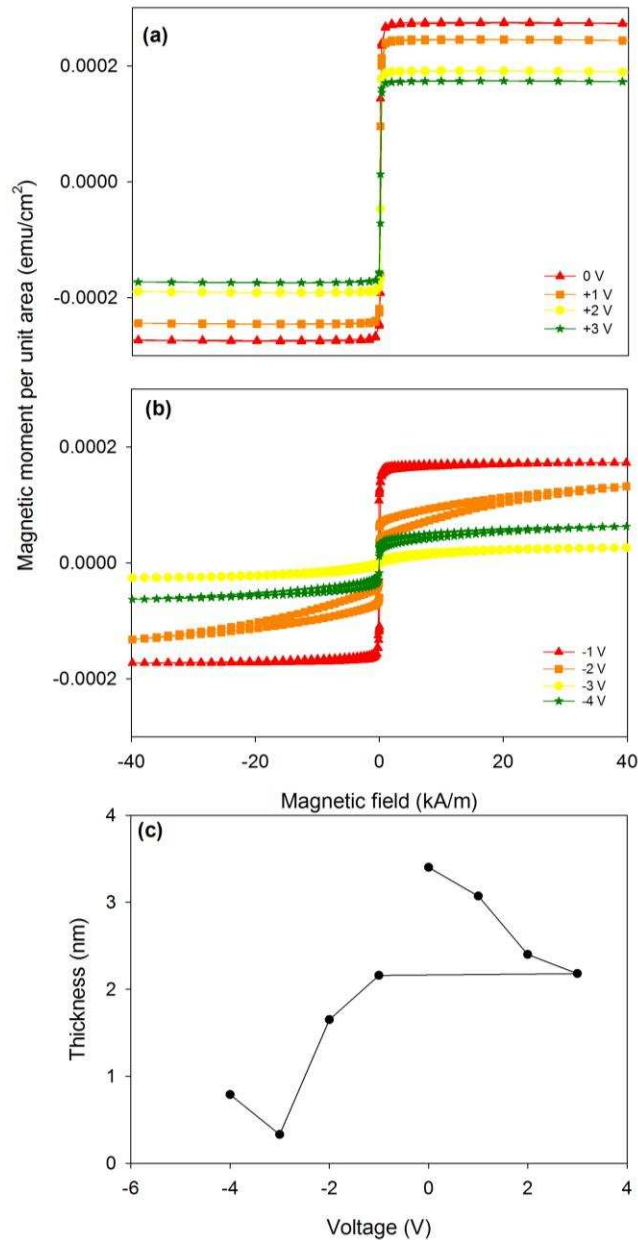 (a)
0.0002
0.0000
-0.0002
0 V
+1 V
+2 V
+3 V
Magnetic moment per unit area (emu/cm²)
(b)
0.0002
0.0000
-0.0002
-1 V
-2 V
-3 V
-4 V
-40 -20 0 20 40
Magnetic field (kA/m)
(c)
4
3
2
1
0
Thickness (nm)
-6 -4 -2 0 2 4
Voltage (V)